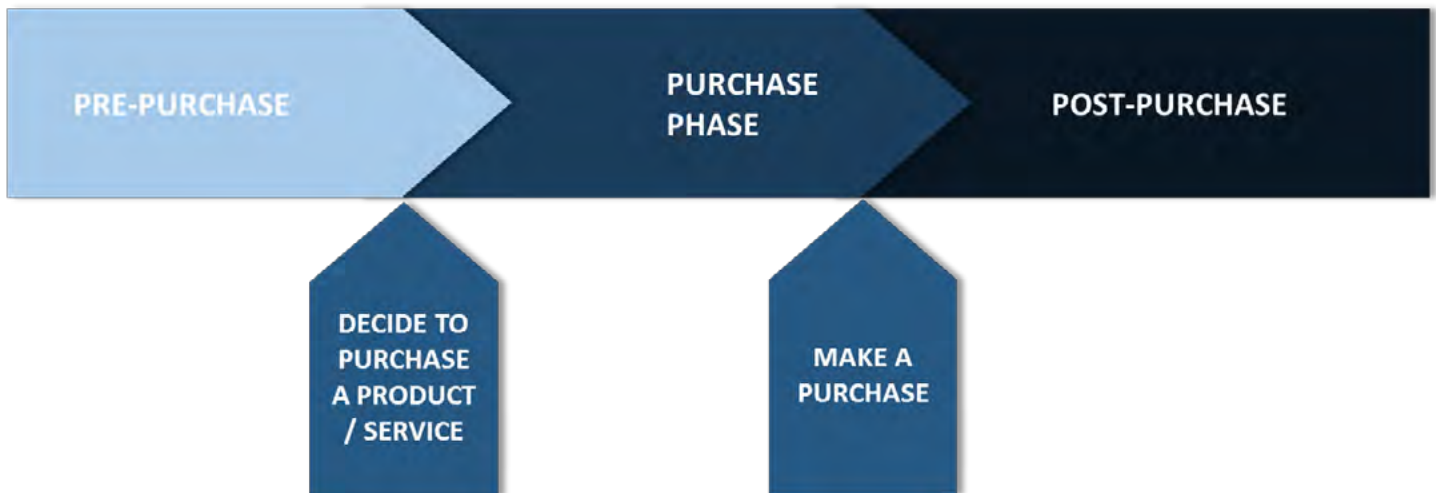 PRE-PURCHASE
PURCHASE
PHASE
POST-PURCHASE
DECIDE TO
PURCHASE
A PRODUCT
/ SERVICE
MAKE A
PURCHASE